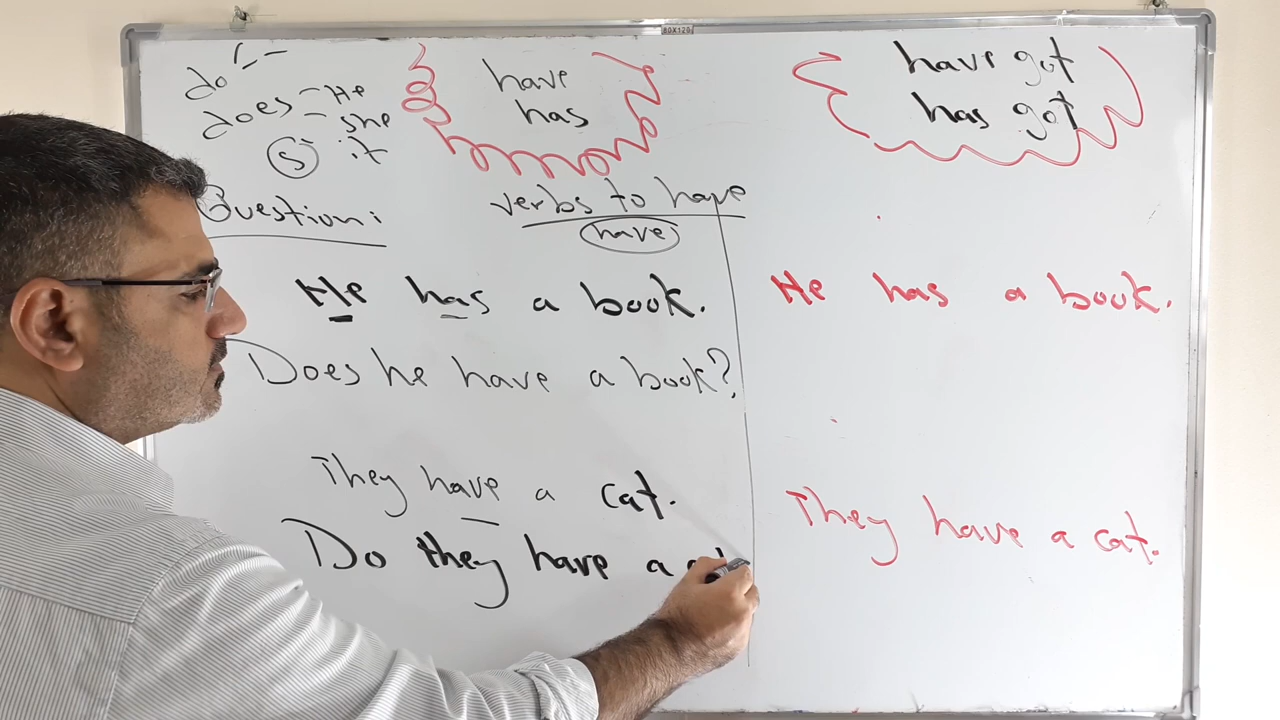 80X120
do
does - He
- she
S it
have
has
have got
has got
Question:
verbs to have
have
He has a book.
Does he have a book?
They have a cat.
Do they have a
He has a book.
They have a cat.